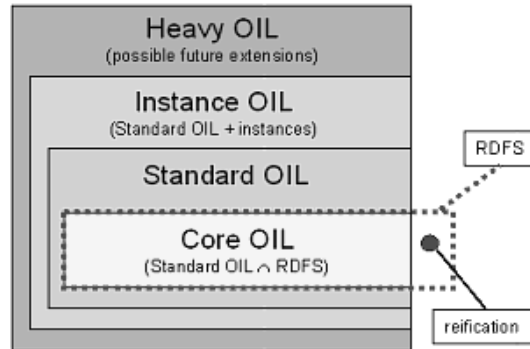 Heavy OIL
(possible future extensions)
Instance OIL
(Standard OIL + instances)
Standard OIL
RDFS
Core OIL
(Standard OIL ∩ RDFS)
reification